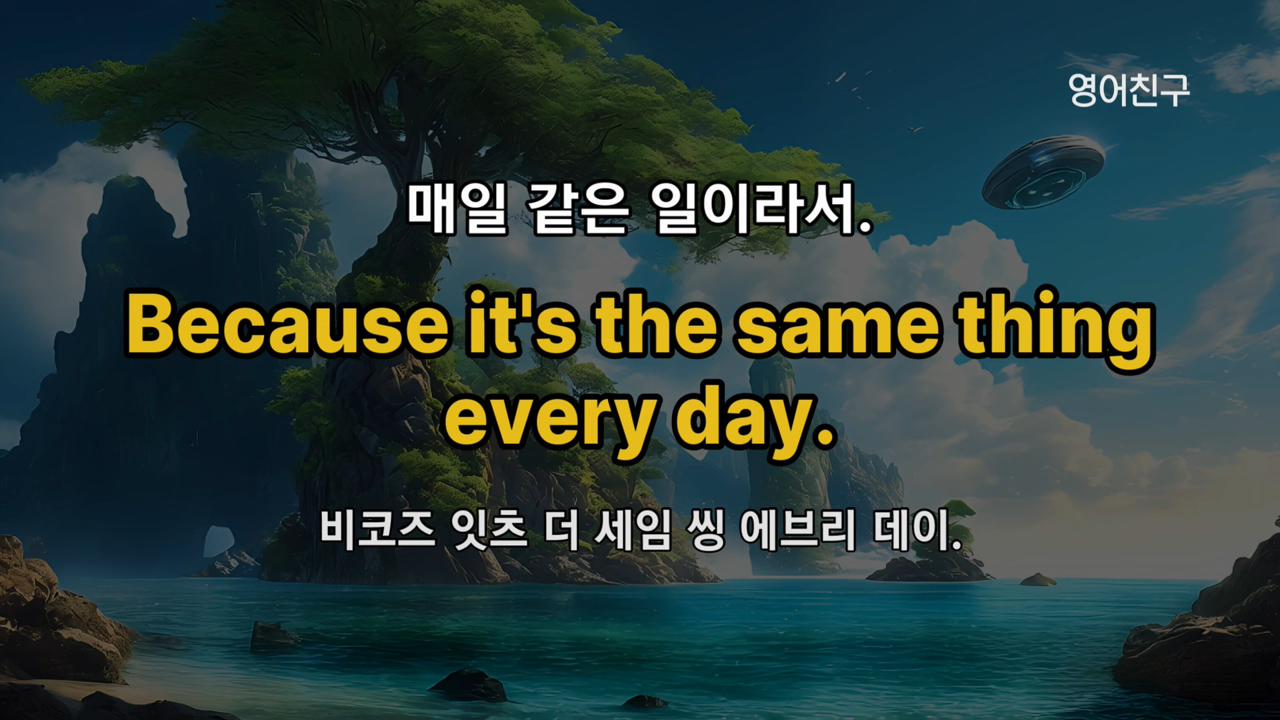 영어친구
매일 같은 일이라서.
Because it's the same thing
every day.
비코즈 잇츠 더 세임 씽 에브리 데이.